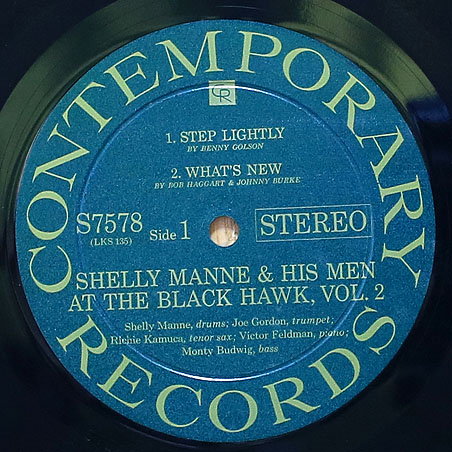 CONTEMPORARY
CR
1. STEP LIGHTLY
BY BENNY GOLSON
2. WHAT'S NEW
BY BOB HAGGART & JOHNNY BURKE
S7578
(LKS 135)
Side 1
STEREO
SHELLY MANNE & HIS MEN
AT THE BLACK HAWK, VOL. 2
Shelly Manne, drums; Joe Gordon, trumpet;
Richie Kamuca, tenor sax; Victor Feldman, piano;
Monty Budwig, bass
RECORDS